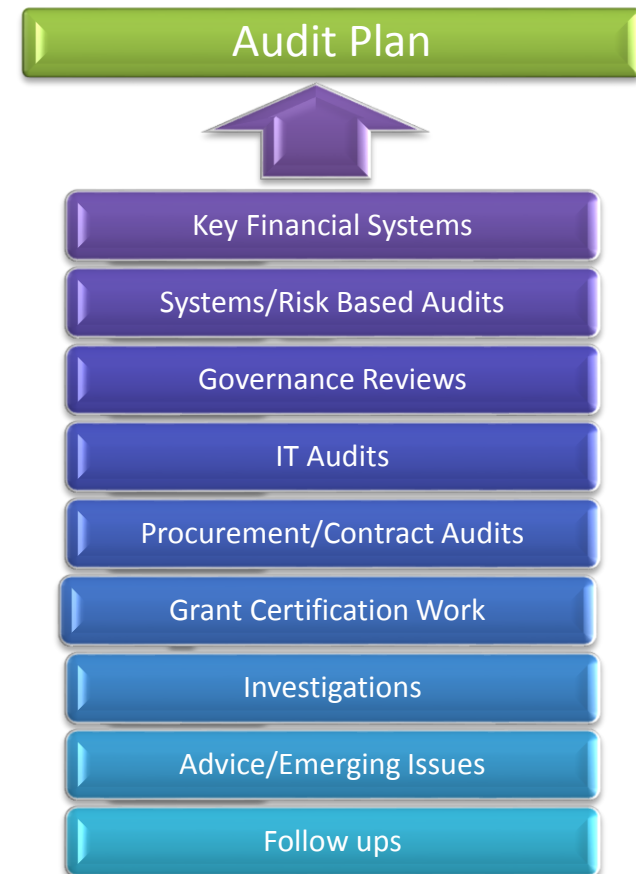 Audit Plan
Key Financial Systems
Systems/Risk Based Audits
Governance Reviews
IT Audits
Procurement/Contract Audits
Grant Certification Work
Investigations
Advice/Emerging Issues
Follow ups